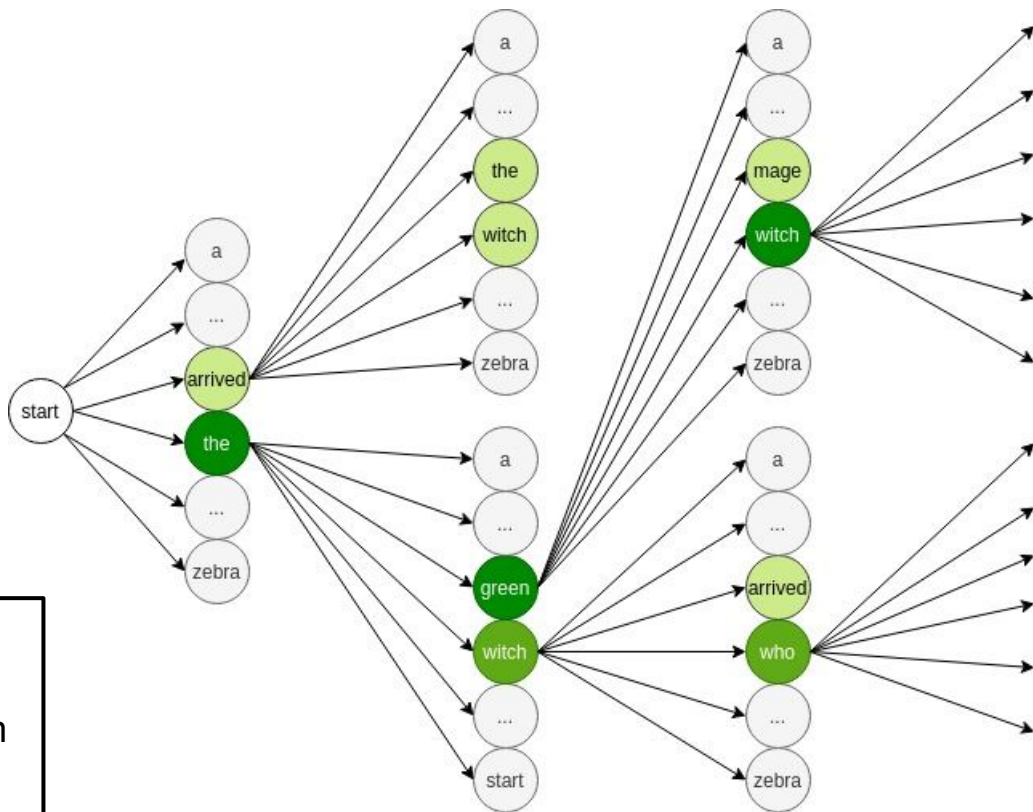 start
a
...
arrived
the
...
zebra
a
...
the
witch
...
zebra
a
...
green
witch
...
start
a
...
mage
witch
...
zebra
a
...
arrived
who
...
zebra